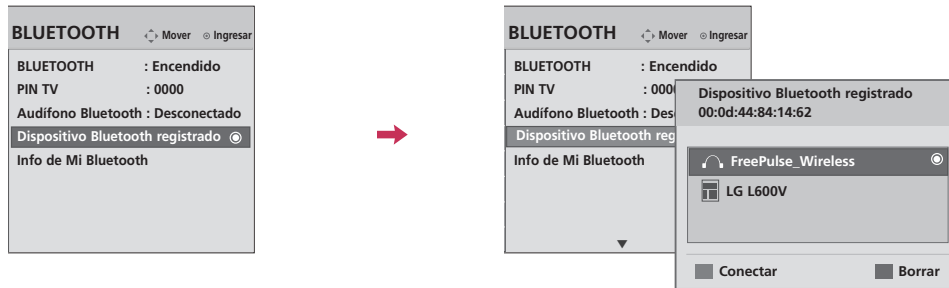 BLUETOOTH Mover Ingresar
BLUETOOTH : Encendido
PIN TV : 0000
Audífono Bluetooth : Desconectado
Dispositivo Bluetooth registrado
Info de Mi Bluetooth
BLUETOOTH Mover Ingresar
BLUETOOTH : Encendido
PIN TV : 000
Audífono Bluetooth : Des
Dispositivo Bluetooth reg
Info de Mi Bluetooth
Dispositivo Bluetooth registrado
00:0d:44:84:14:62
FreePulse_Wireless
LG L600V
Conectar Borrar